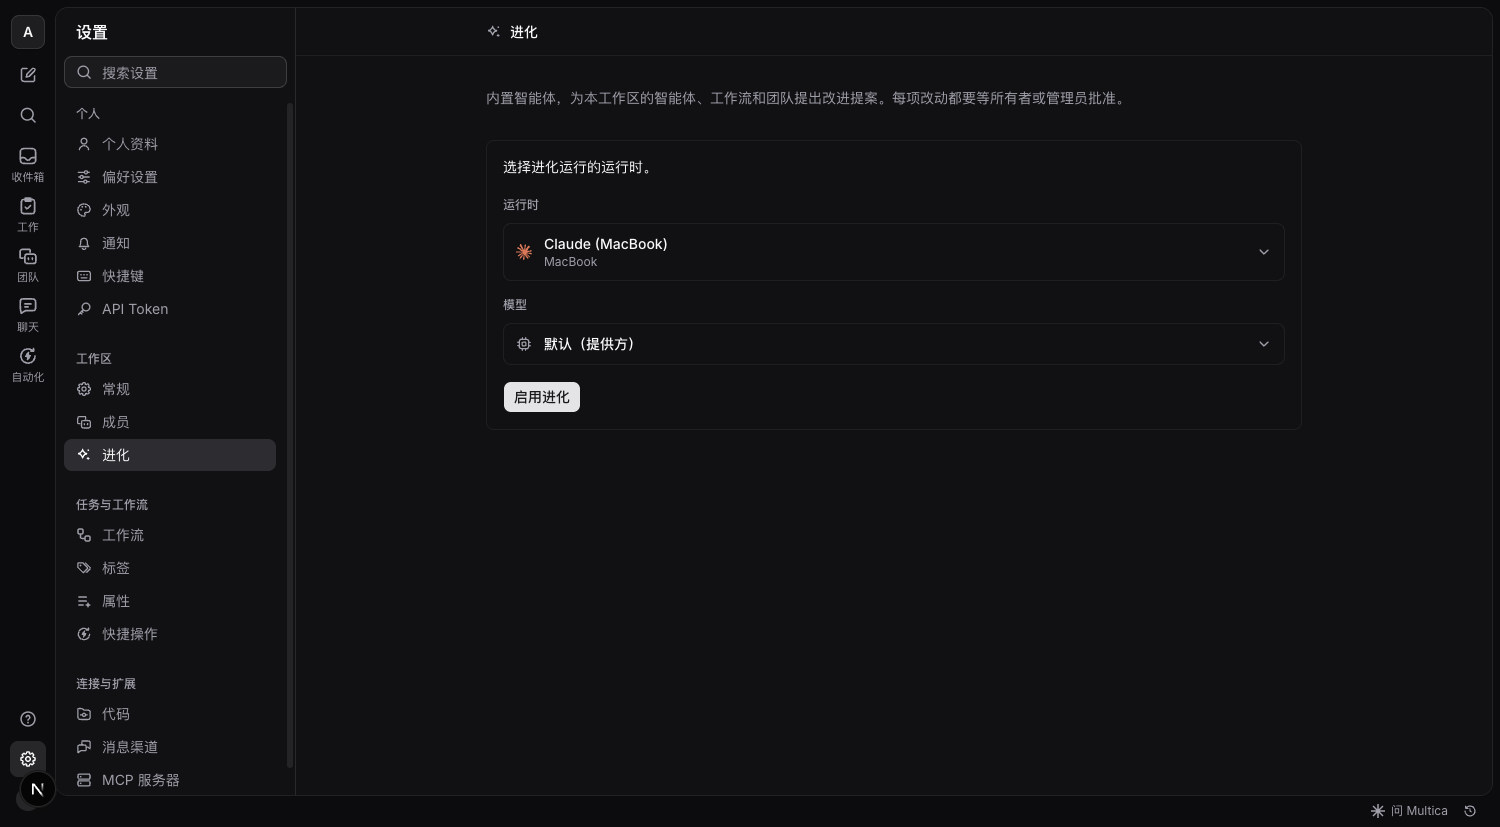 A
收件箱
工作
团队
聊天
自动化
N
设置
搜索设置
个人
个人资料
偏好设置
外观
通知
快捷键
API Token
工作区
常规
成员
进化
任务与工作流
工作流
标签
属性
快捷操作
连接与扩展
代码
消息渠道
MCP 服务器
进化
内置智能体，为本工作区的智能体、工作流和团队提出改进提案。每项改动都要等所有者或管理员批准。
选择进化运行的运行时。
运行时
Claude (MacBook)
MacBook
模型
默认（提供方）
启用进化
问 Multica